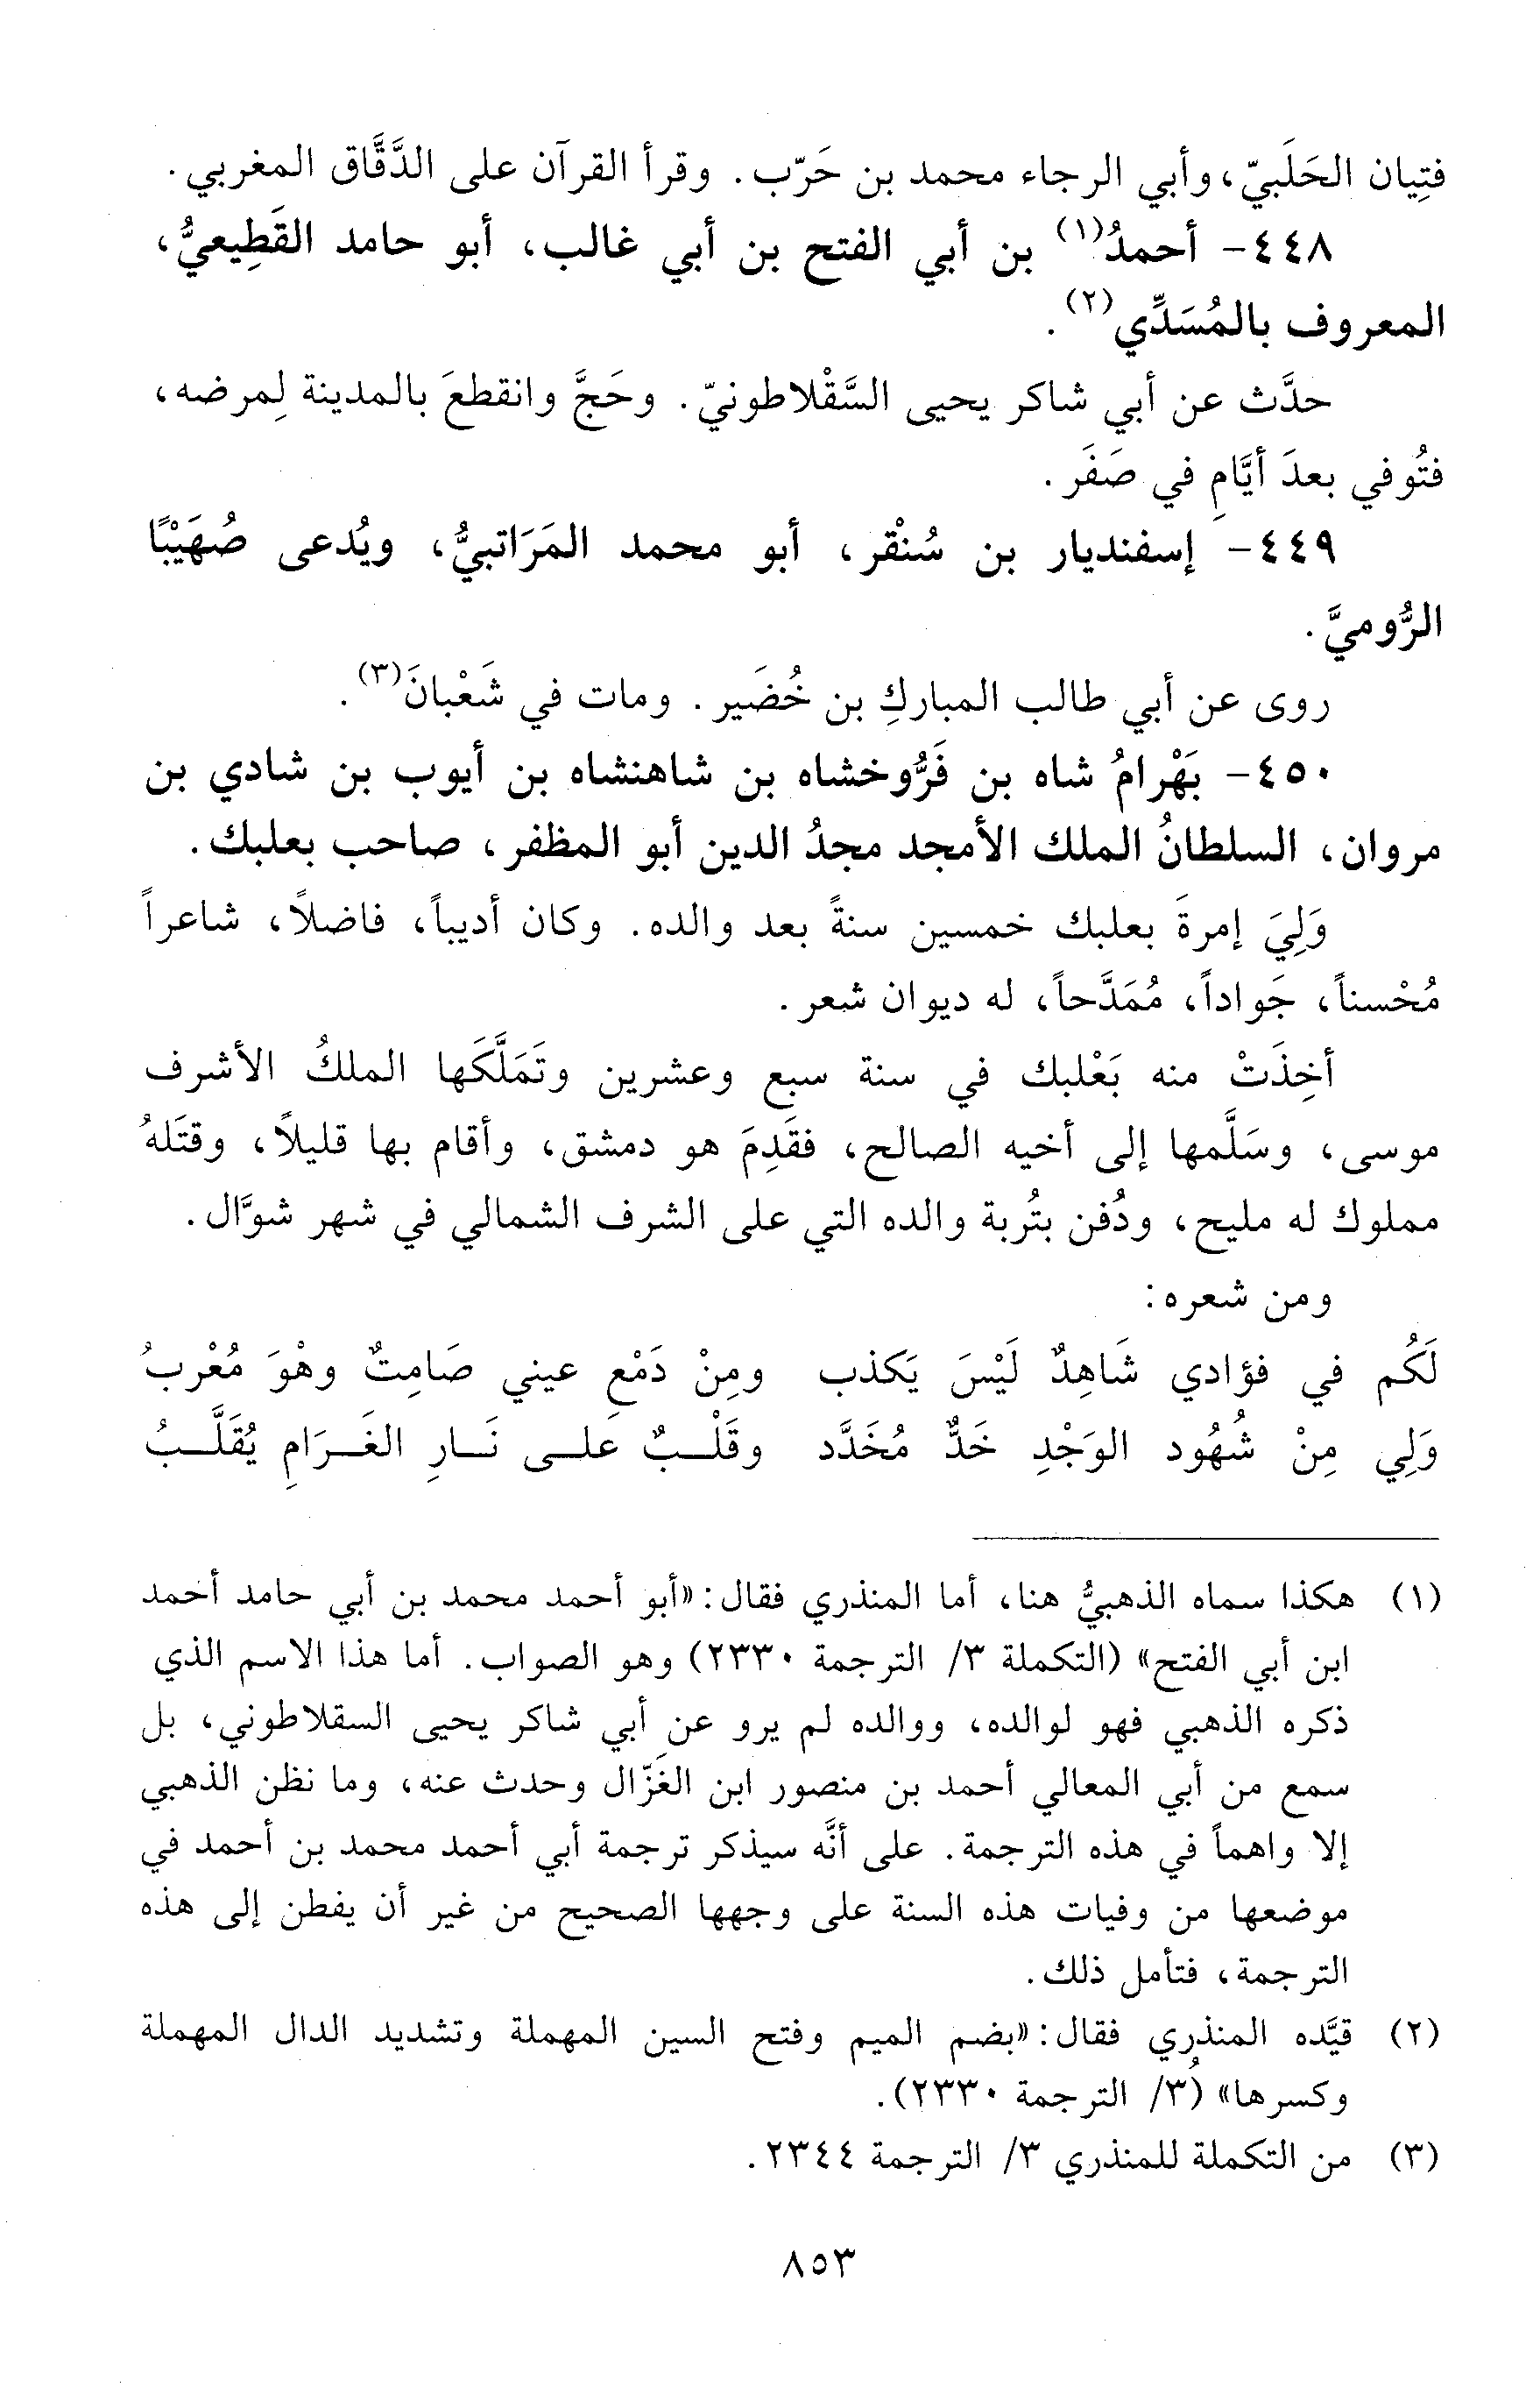 فتِيان الحَلَبيّ، وأبي الرجاء محمد بن حَرّب. وقرأ القرآن على الدَّقَّاق المغربي.
٤٤٨- أحمدُ(١) بن أبي الفتح بن أبي غالب، أبو حامد القَطِيعيُّ،
المعروف بالمُسَدِّي(٢).
حدَّث عن أبي شاكر يحيى السَّقْلاطونيّ. وحَجَّ وانقطعَ بالمدينة لِمرضه،
فتُوفي بعدَ أيَّامٍ في صَفَر.
٤٤٩- إسفنديار بن سُنْقر، أبو محمد المَرَاتبيُّ، ويُدعى صُهَيْبًا
الرُّوميَّ.
روى عن أبي طالب المباركِ بن خُضَير. ومات في شَعْبانَ(٣).
٤٥٠- بَهْرامُ شاه بن فَرُّوخشاه بن شاهنشاه بن أيوب بن شادي بن
مروان، السلطانُ الملك الأمجد مجدُ الدين أبو المظفر، صاحب بعلبك.
وَلِيَ إمرةَ بعلبك خمسين سنةً بعد والده. وكان أديباً، فاضلاً، شاعراً
مُحْسناً، جَواداً، مُمَدَّحاً، له ديوان شعر.
أخِذَتْ منه بَعْلبك في سنة سبع وعشرين وتَمَلَّكَها الملكُ الأشرف
موسى، وسَلَّمها إلى أخيه الصالح، فقَدِمَ هو دمشق، وأقام بها قليلاً، وقتَلهُ
مملوك له مليح، ودُفن بتُربة والده التي على الشرف الشمالي في شهر شوَّال.
ومن شعره:
لَكُم في فؤادي شَاهِدٌ لَيْسَ يَكذب ومِنْ دَمْعِ عيني صَامِتٌ وهْوَ مُعْربُ
وَلِي مِنْ شُهُود الوَجْدِ خَدٌّ مُخَدَّد وقَلْبٌ عَلى نَارِ الغَرَامِ يُقَلَّبُ
(١) هكذا سماه الذهبيُّ هنا، أما المنذري فقال: «أبو أحمد محمد بن أبي حامد أحمد
ابن أبي الفتح» (التكملة ٣/ الترجمة ٢٣٣٠) وهو الصواب. أما هذا الاسم الذي
ذكره الذهبي فهو لوالده، ووالده لم يرو عن أبي شاكر يحيى السقلاطوني، بل
سمع من أبي المعالي أحمد بن منصور ابن الغَزّال وحدث عنه، وما نظن الذهبي
إلا واهماً في هذه الترجمة. على أنَّه سيذكر ترجمة أبي أحمد محمد بن أحمد في
موضعها من وفيات هذه السنة على وجهها الصحيح من غير أن يفطن إلى هذه
الترجمة، فتأمل ذلك.
(٢) قيَّده المنذري فقال: «بضم الميم وفتح السين المهملة وتشديد الدال المهملة
وكسرها» (٣/ الترجمة ٢٣٣٠).
(٣) من التكملة للمنذري ٣/ الترجمة ٢٣٤٤.
٨٥٣